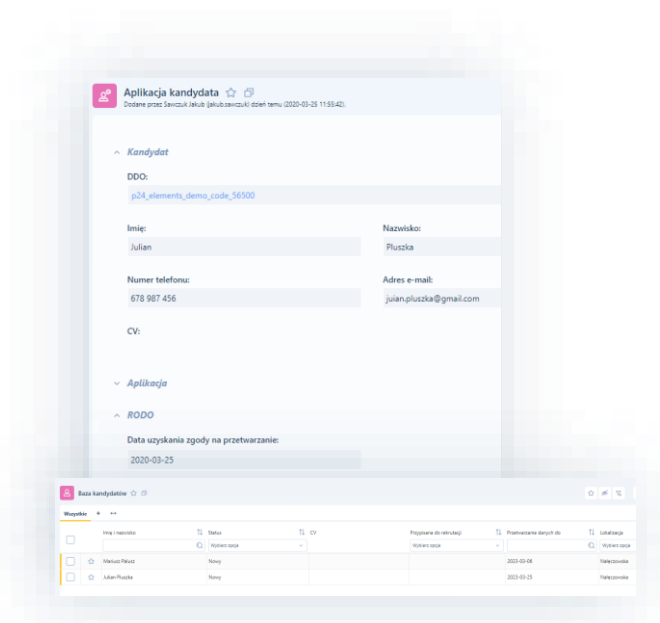 Aplikacja kandydata
Dodane przez Sawczuk Jakub (jakub.sawczuk) dzień temu (2020-03-25 11:55:42).
Kandydat
DDO:
p24_elements_demo_code_56500
Imię: Nazwisko:
Julian Pluszka
Numer telefonu: Adres e-mail:
678 987 456 juian.pluszka@gmail.com
CV:
Aplikacja
RODO
Data uzyskania zgody na przetwarzanie:
2020-03-25
Baza kandydatów
Wszystkie
Imię i nazwisko Status CV Przypisana do rekrutacji Przetwarzanie danych do Lokalizacja
Wybierz opcje Wybierz opcje Wybierz opcje
Mariusz Palusz Nowy 2023-03-06 Nałęczowska
Julian Pluszka Nowy 2023-03-25 Nałęczowska